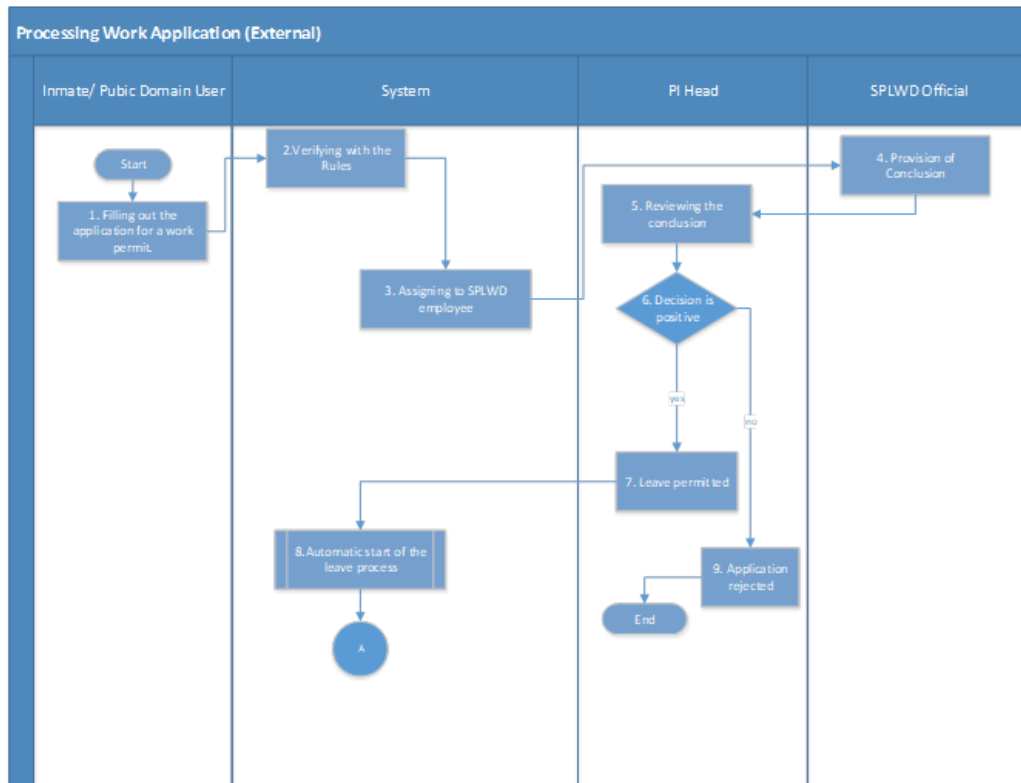 Processing Work Application (External)
Inmate/ Pubic Domain User
System
PI Head
SPLWD Official
Start
1. Filling out the
application for a work
permit.
2.Verifying with the
Rules
3. Assigning to SPLWD
employee
4. Provision of
Conclusion
5. Reviewing the
conclusion
6. Decision is
positive
yes
no
7. Leave permitted
8.Automatic start of the
leave process
9. Application
rejected
End
A